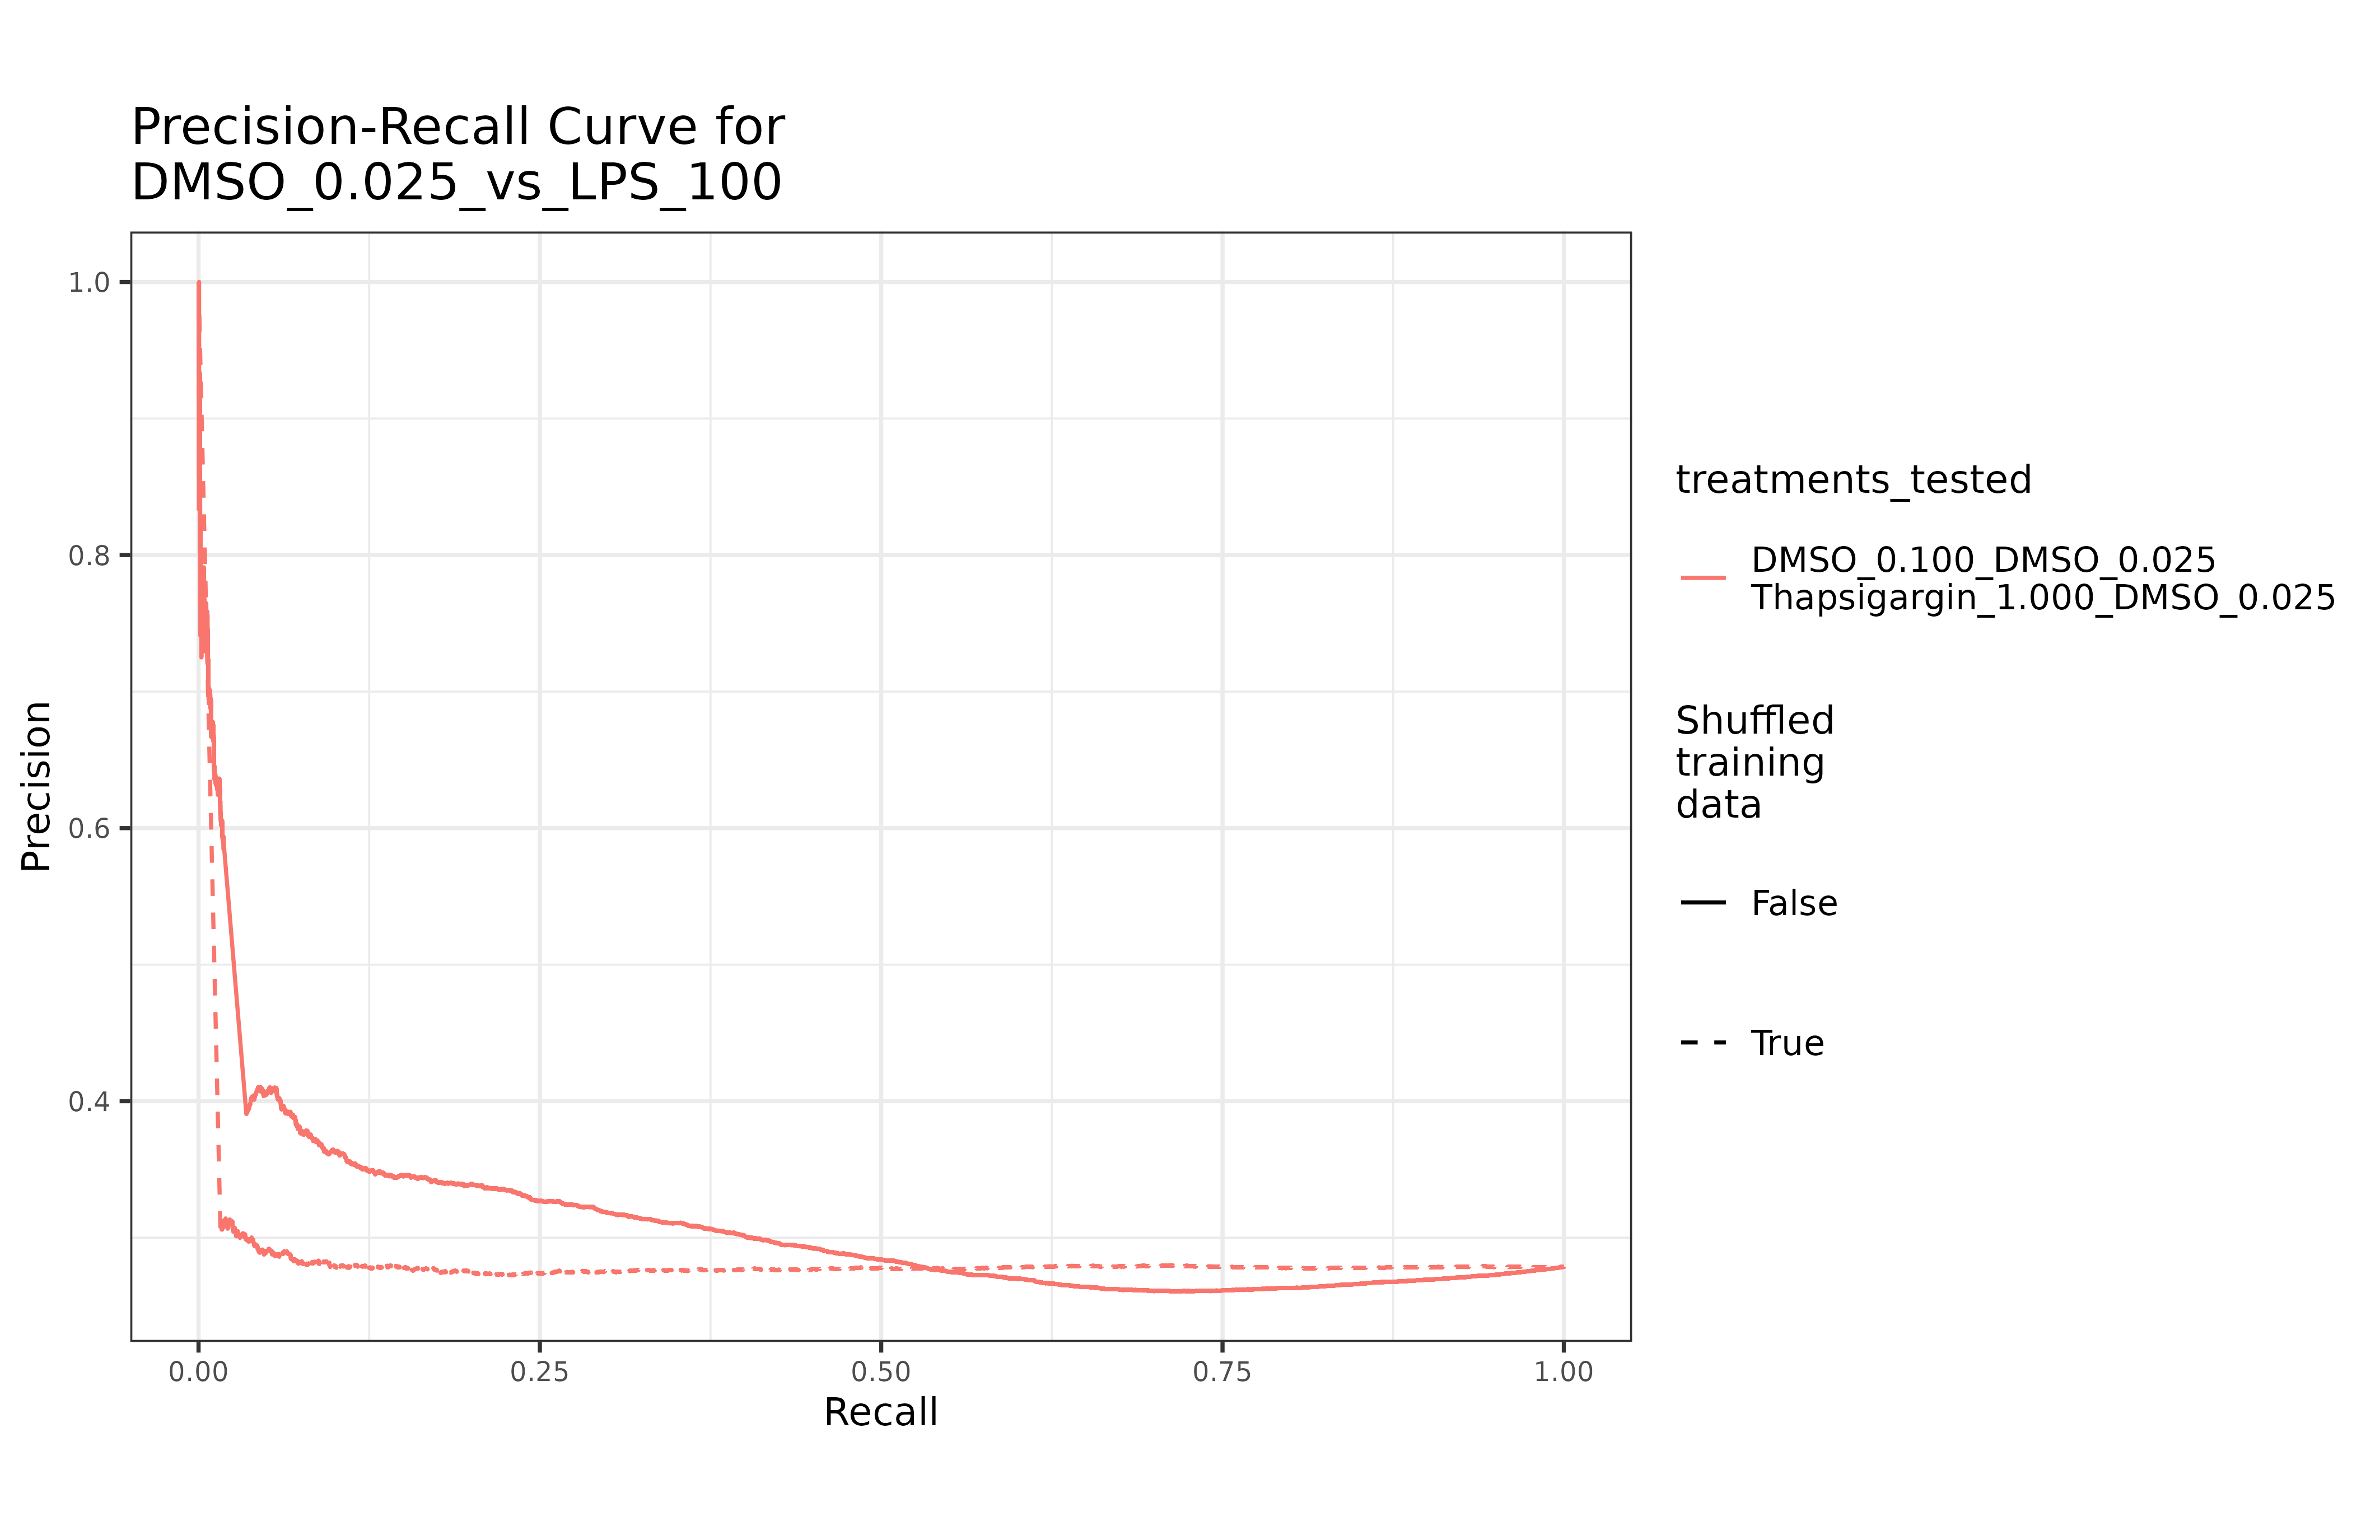 Precision-Recall Curve for
DMSO_0.025_vs_LPS_100
1.0
0.8
0.6
0.4
Precision
0.00
0.25
0.50
0.75
1.00
Recall
treatments_tested
DMSO_0.100_DMSO_0.025
Thapsigargin_1.000_DMSO_0.025
Shuffled
training
data
False
True